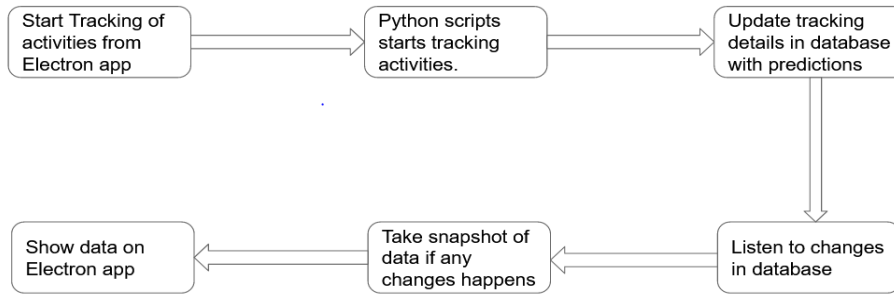 Start Tracking of
activities from
Electron app
Python scripts
starts tracking
activities.
Update tracking
details in database
with predictions
Listen to changes
in database
Take snapshot of
data if any
changes happens
Show data on
Electron app